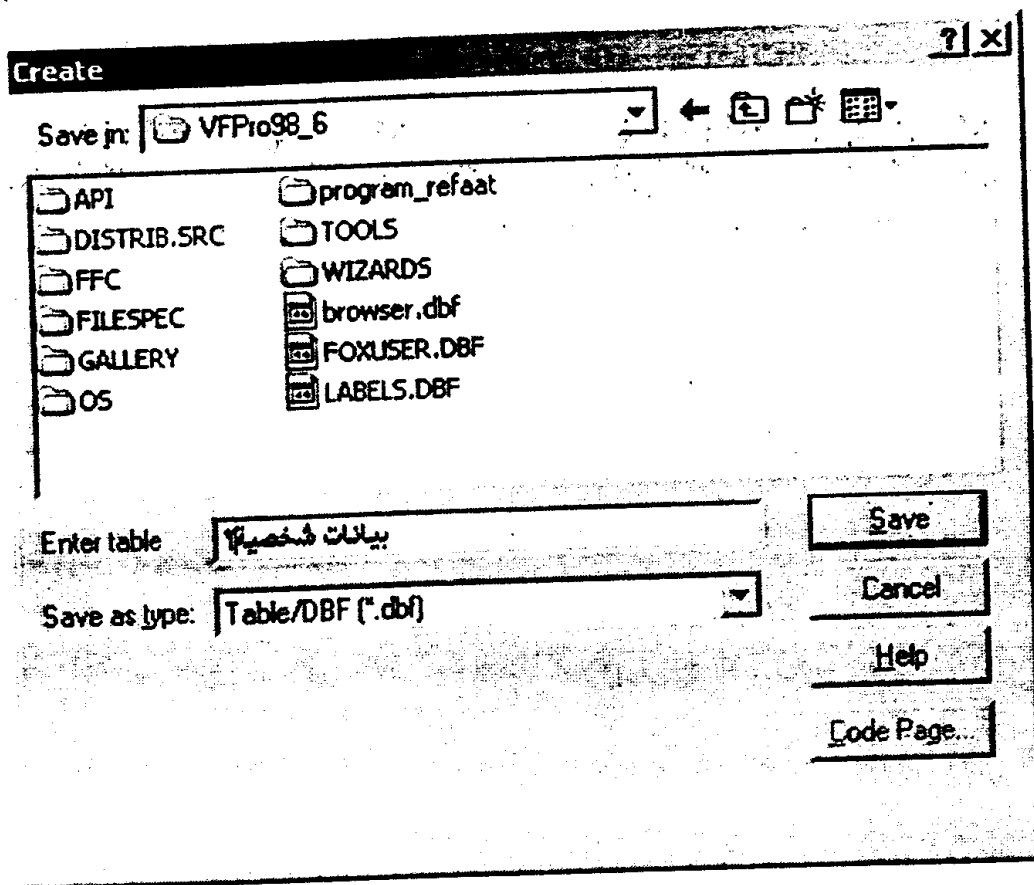 Create
Save in: VFPro98_6
API
DISTRIB.SRC
FFC
FILESPEC
GALLERY
OS
program_refaat
TOOLS
WIZARDS
browser.dbf
FOXUSER.DBF
LABELS.DBF
Enter table
بيانات
Save as type: Table/DBF (*.dbf)
Save
Cancel
Help
Code Page...